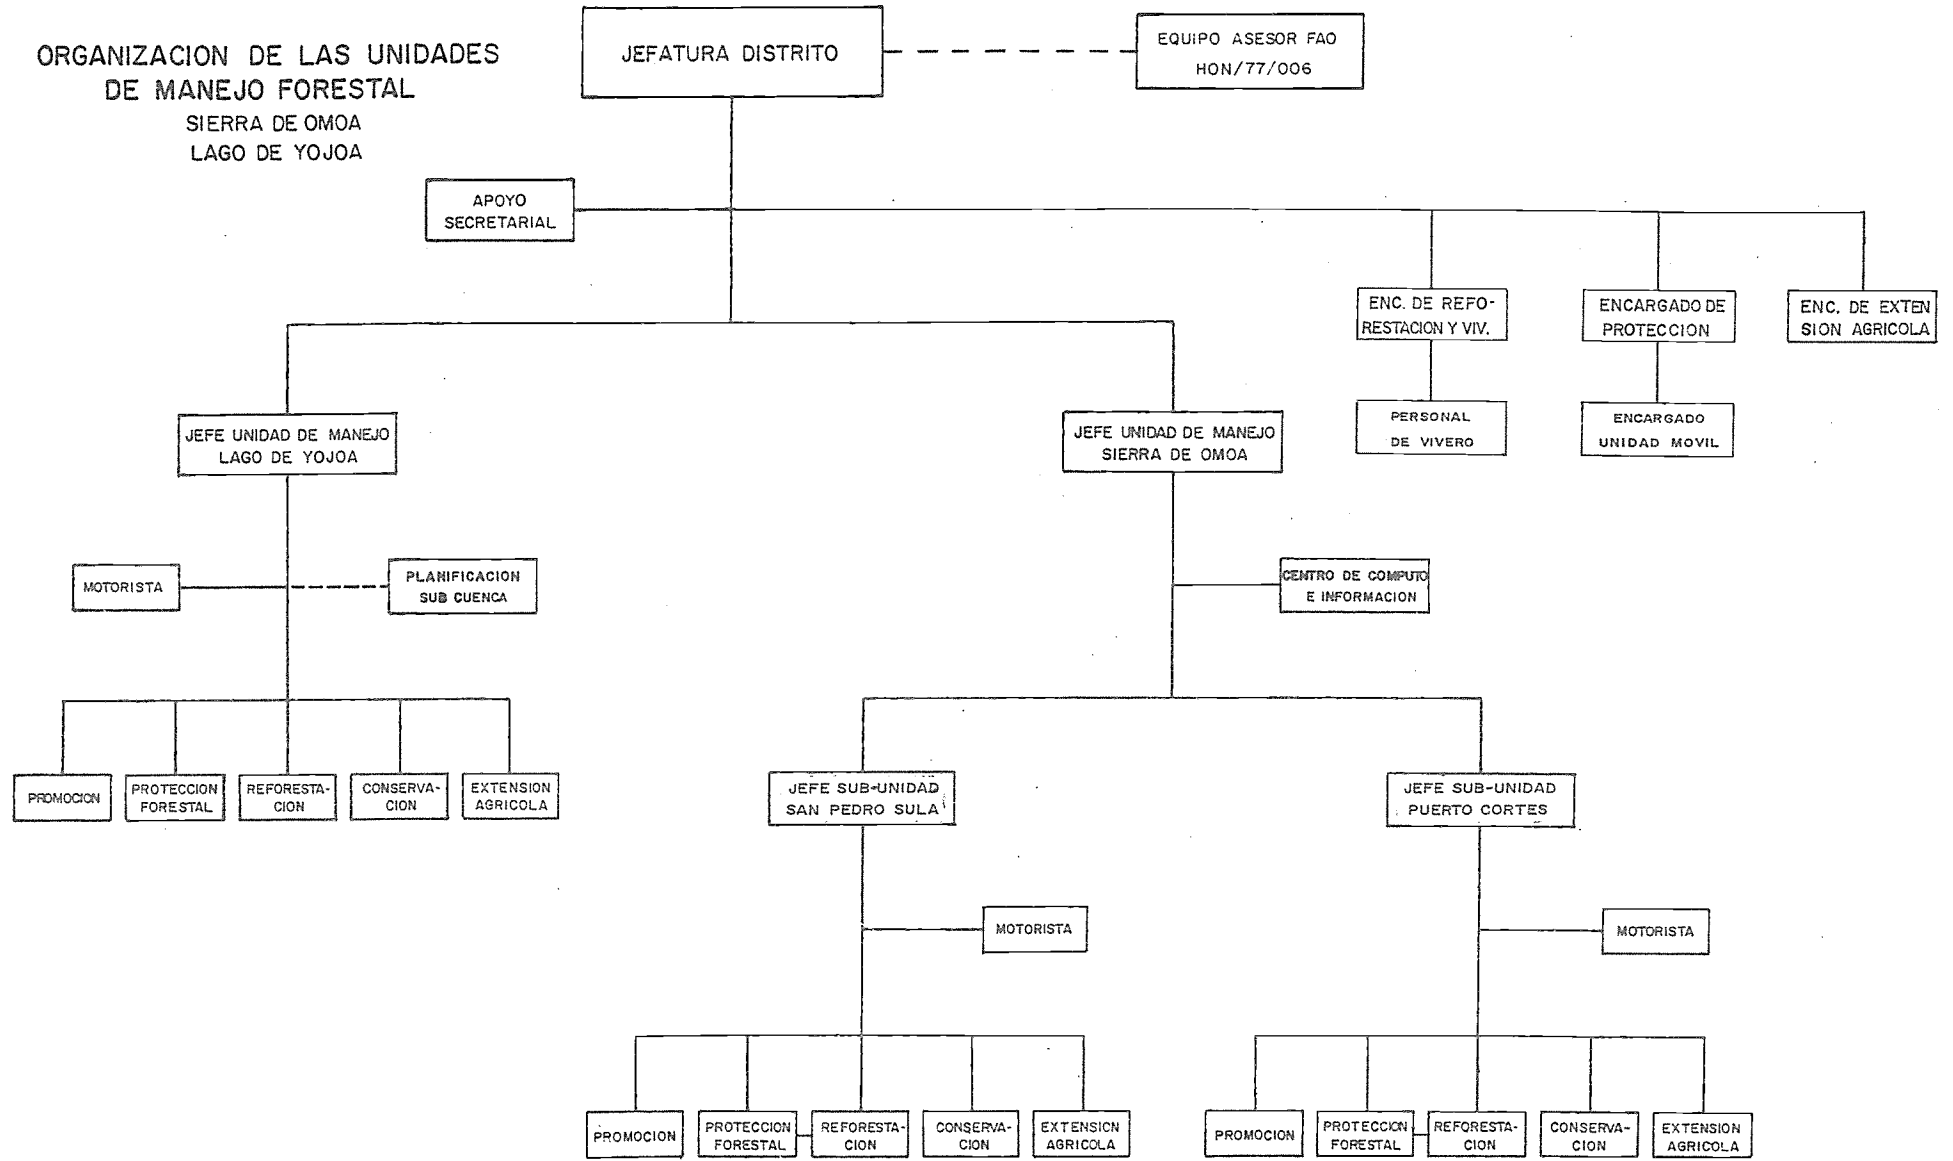 ORGANIZACION DE LAS UNIDADES
DE MANEJO FORESTAL
SIERRA DE OMOA
LAGO DE YOJOA
JEFATURA DISTRITO
EQUIPO ASESOR FAO
HON/77/006
APOYO
SECRETARIAL
ENC. DE REFO-
RESTACION Y VIV.
ENCARGADO DE
PROTECCION
ENC. DE EXTEN
SION AGRICOLA
PERSONAL
DE VIVERO
ENCARGADO
UNIDAD MOVIL
JEFE UNIDAD DE MANEJO
LAGO DE YOJOA
JEFE UNIDAD DE MANEJO
SIERRA DE OMOA
MOTORISTA
PLANIFICACION
SUB CUENCA
CENTRO DE COMPUTO
E INFORMACION
PROMOCION
PROTECCION
FORESTAL
REFORESTA-
CION
CONSERVA-
CION
EXTENSION
AGRICOLA
JEFE SUB-UNIDAD
SAN PEDRO SULA
JEFE SUB-UNIDAD
PUERTO CORTES
MOTORISTA
MOTORISTA
PROMOCION
PROTECCION
FORESTAL
REFORESTA-
CION
CONSERVA-
CION
EXTENSION
AGRICOLA
PROMOCION
PROTECCION
FORESTAL
REFORESTA-
CION
CONSERVA-
CION
EXTENSION
AGRICOLA